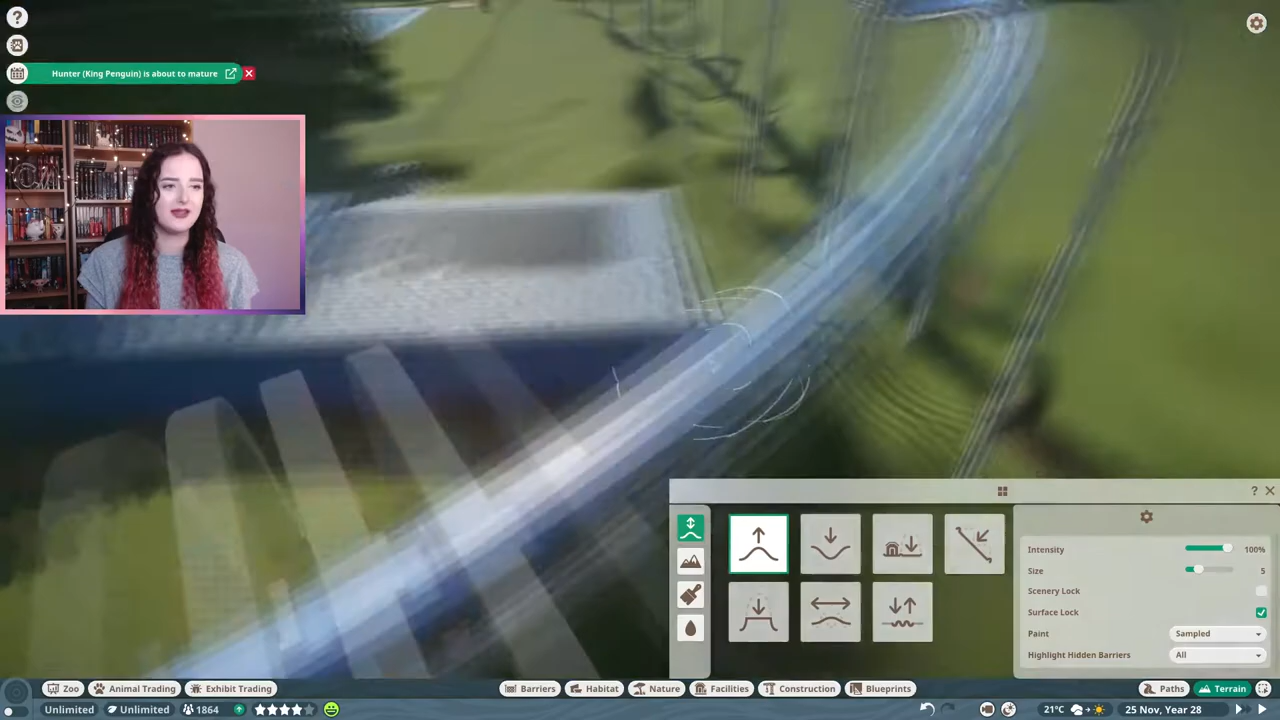 ?
Hunter (King Penguin) is about to mature
? 
Intensity 100%
Size 5
Scenery Lock
Surface Lock
Paint Sampled
Highlight Hidden Barriers All
Zoo Animal Trading Exhibit Trading Barriers Habitat Nature Facilities Construction Blueprints Paths Terrain
Unlimited Unlimited 1864 21°C 25 Nov, Year 28